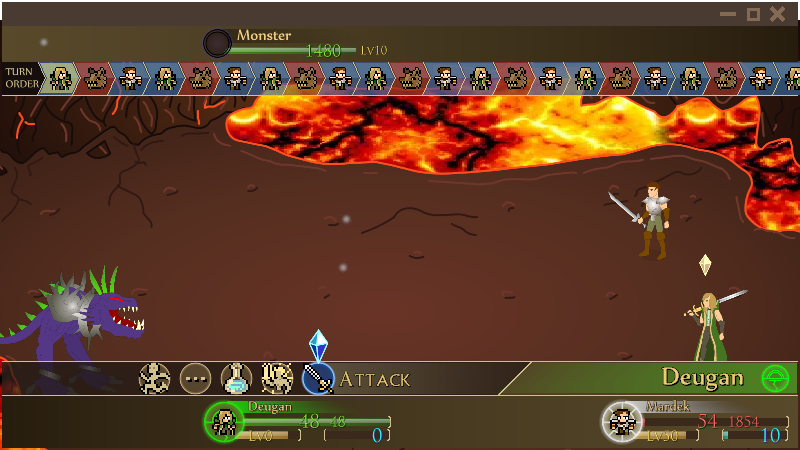 Monster
1480 Lv10
TURN
ORDER
ATTACK
Deugan
Deugan
48 48
Lv0 0
Mardek
54 1854
Lv50 10